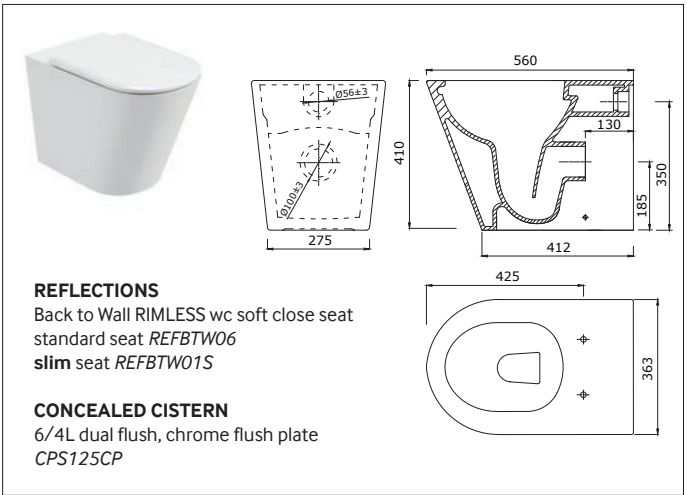 560
Ø56±3
130
410
350
Ø100±3
185
275
412
REFLECTIONS
Back to Wall RIMLESS wc soft close seat
standard seat REFBTW06
slim seat REFBTW01S
425
363
CONCEALED CISTERN
6/4L dual flush, chrome flush plate
CPS125CP